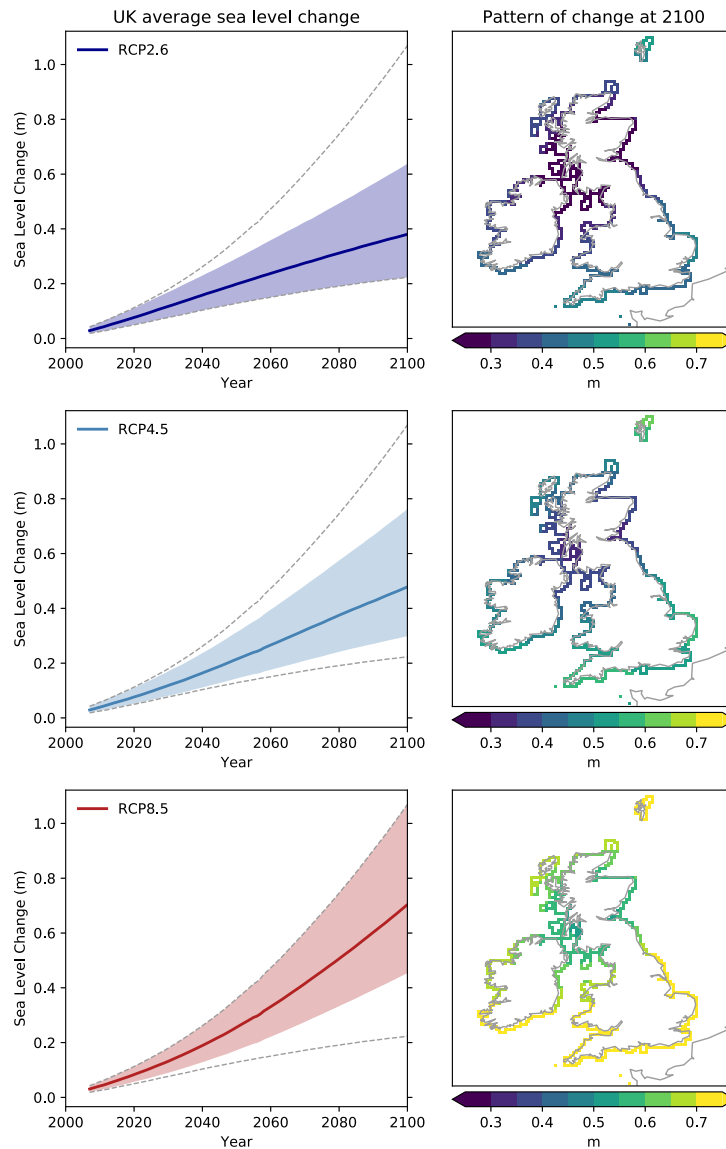 UK average sea level change
Pattern of change at 2100
RCP2.6
Sea Level Change (m)
1.0
0.8
0.6
0.4
0.2
0.0
2000 2020 2040 2060 2080 2100
Year
0.3 0.4 0.5 0.6 0.7
m
RCP4.5
Sea Level Change (m)
1.0
0.8
0.6
0.4
0.2
0.0
2000 2020 2040 2060 2080 2100
Year
0.3 0.4 0.5 0.6 0.7
m
RCP8.5
Sea Level Change (m)
1.0
0.8
0.6
0.4
0.2
0.0
2000 2020 2040 2060 2080 2100
Year
0.3 0.4 0.5 0.6 0.7
m